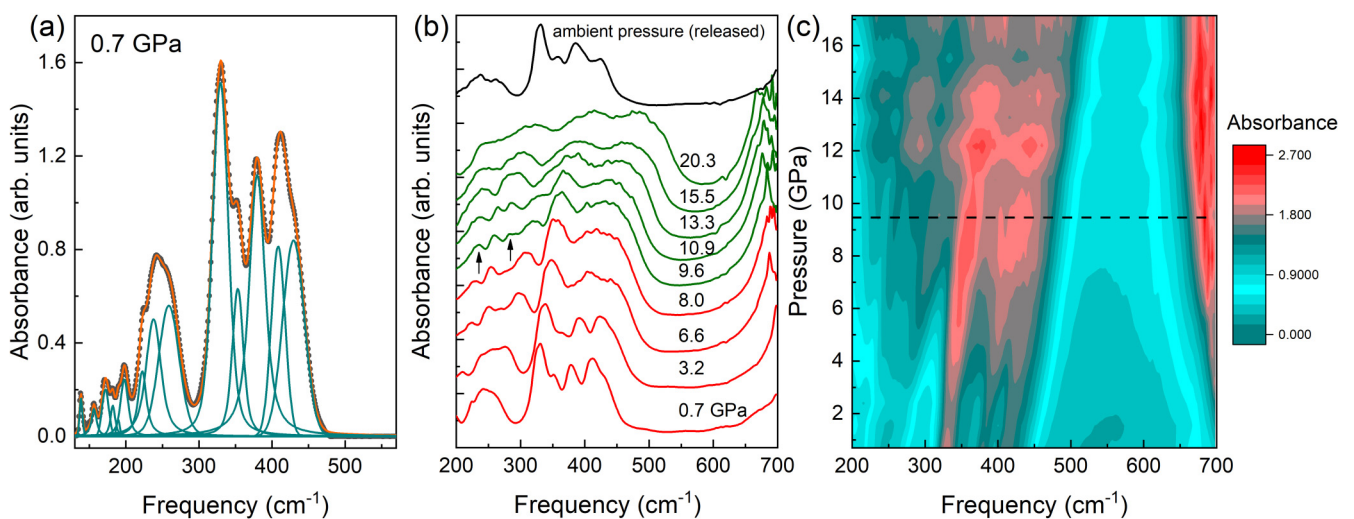 (a)
0.7 GPa
1.6
1.2
0.8
0.4
0.0
Absorbance (arb. units)
200 300 400 500
Frequency (cm⁻¹)
(b)
ambient pressure (released)
20.3
15.5
13.3
10.9
9.6
8.0
6.6
3.2
0.7 GPa
Absorbance (arb. units)
200 300 400 500 600 700
Frequency (cm⁻¹)
(c)
16
14
12
10
8
6
4
2
Pressure (GPa)
200 300 400 500 600 700
Frequency (cm⁻¹)
Absorbance
2.700
1.800
0.9000
0.000